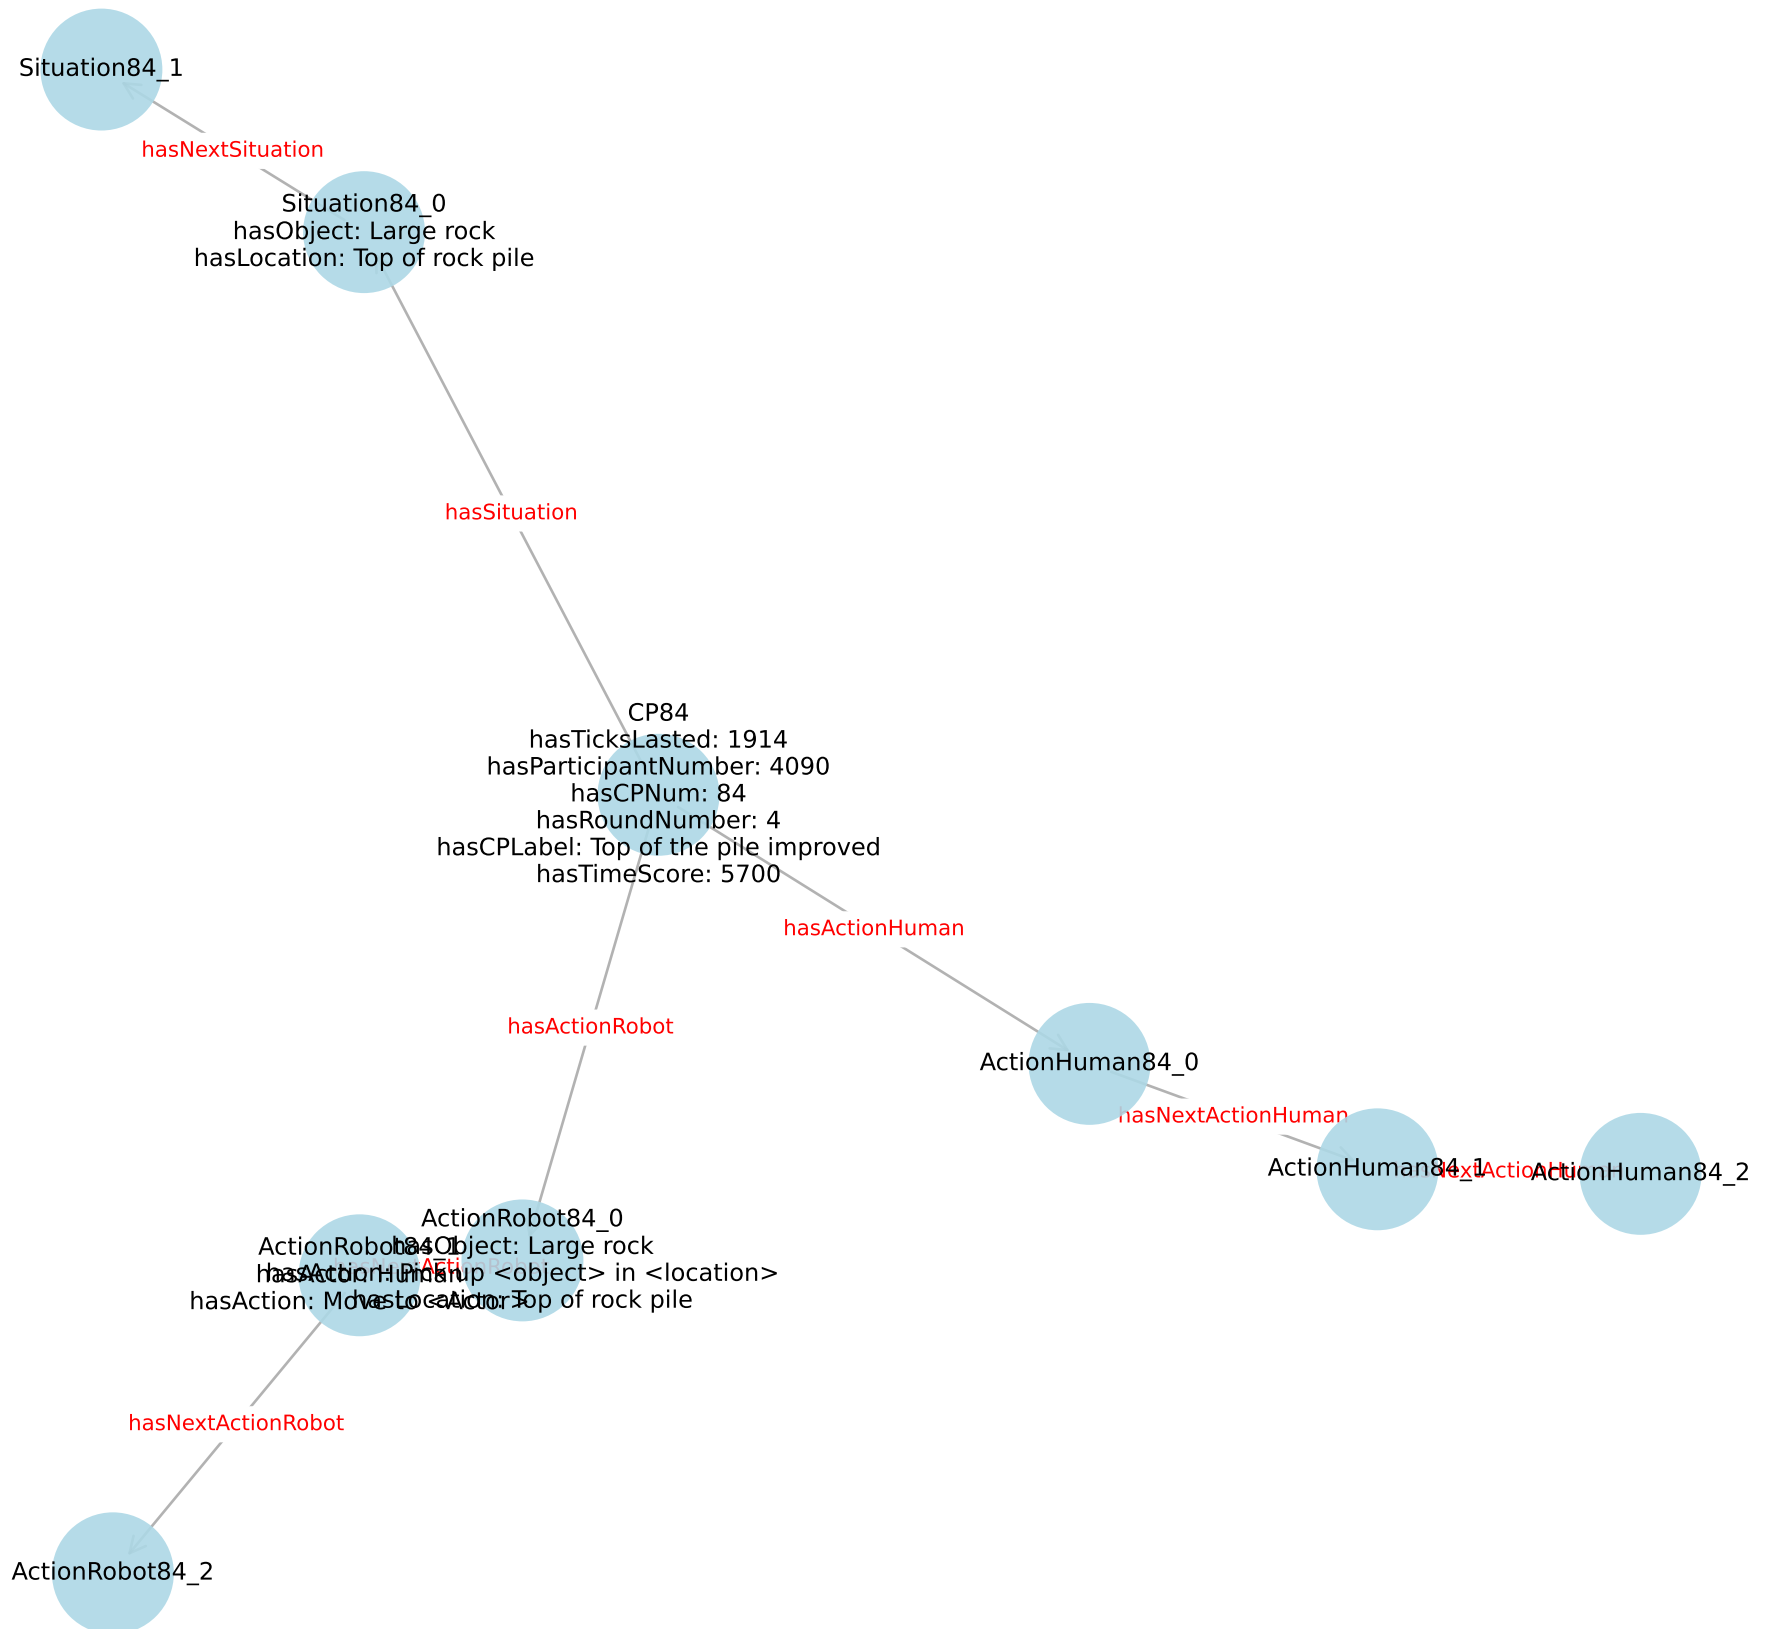 Situation84_1
hasNextSituation
Situation84_0
hasObject: Large rock
hasLocation: Top of rock pile
hasSituation
CP84
hasTicksLasted: 1914
hasParticipantNumber: 4090
hasCPNum: 84
hasRoundNumber: 4
hasCPLabel: Top of the pile improved
hasTimeScore: 5700
hasActionHuman
hasActionRobot
ActionHuman84_0
hasNextActionHuman
ActionHuman84_1
ActionHuman84_2
ActionRobot84_0
hasObject: Large rock
hasAction: Pick up <object> in <location>
hasLocation: Top of rock pile
ActionRobot84_1
hasActor: Human
hasAction: Move to <Actor>
hasNextActionRobot
ActionRobot84_2